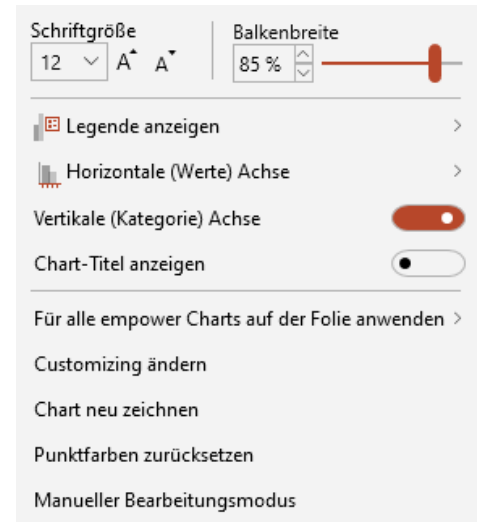 Schriftgröße
Balkenbreite
12
A
A
85 %
Legende anzeigen
Horizontale (Werte) Achse
Vertikale (Kategorie) Achse
Chart-Titel anzeigen
Für alle empower Charts auf der Folie anwenden
Customizing ändern
Chart neu zeichnen
Punktfarben zurücksetzen
Manueller Bearbeitungsmodus